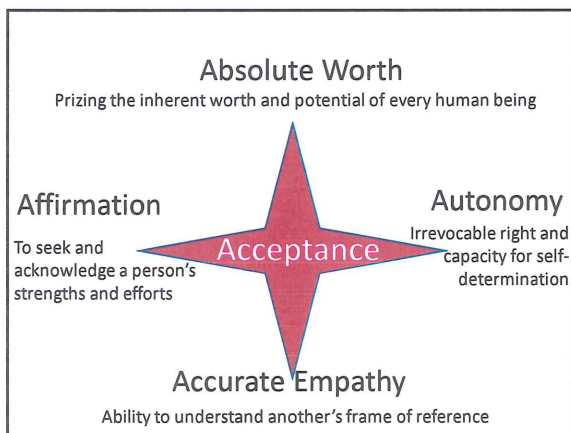 Absolute Worth
Prizing the inherent worth and potential of every human being
Affirmation
To seek and
acknowledge a person's
strengths and efforts
Acceptance
Autonomy
Irrevocable right and
capacity for self-
determination
Accurate Empathy
Ability to understand another's frame of reference